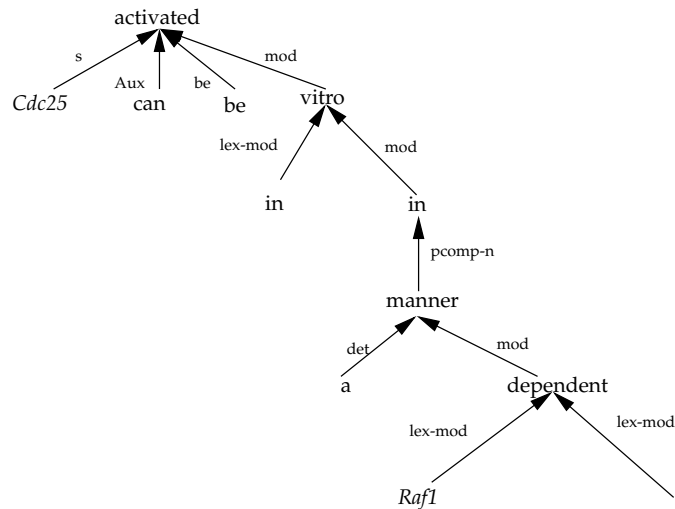 activated
s
Aux
be
mod
Cdc25
can
be
vitro
lex-mod
mod
in
in
pcomp-n
manner
det
mod
a
dependent
lex-mod
lex-mod
Raf1